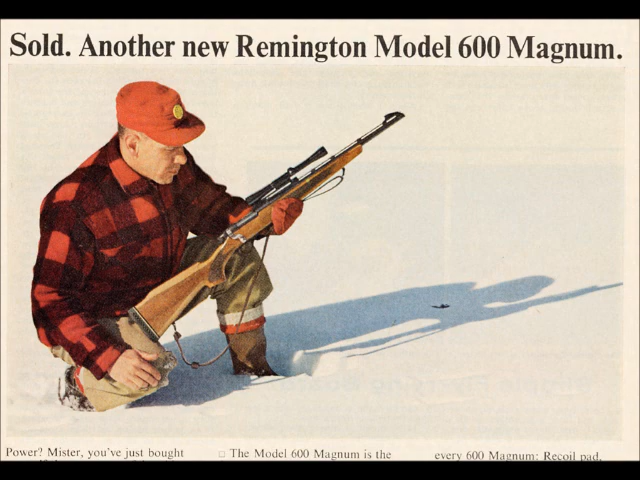 Sold. Another new Remington Model 600 Magnum.
Power? Mister, you've just bought
□ The Model 600 Magnum is the
every 600 Magnum: Recoil pad,